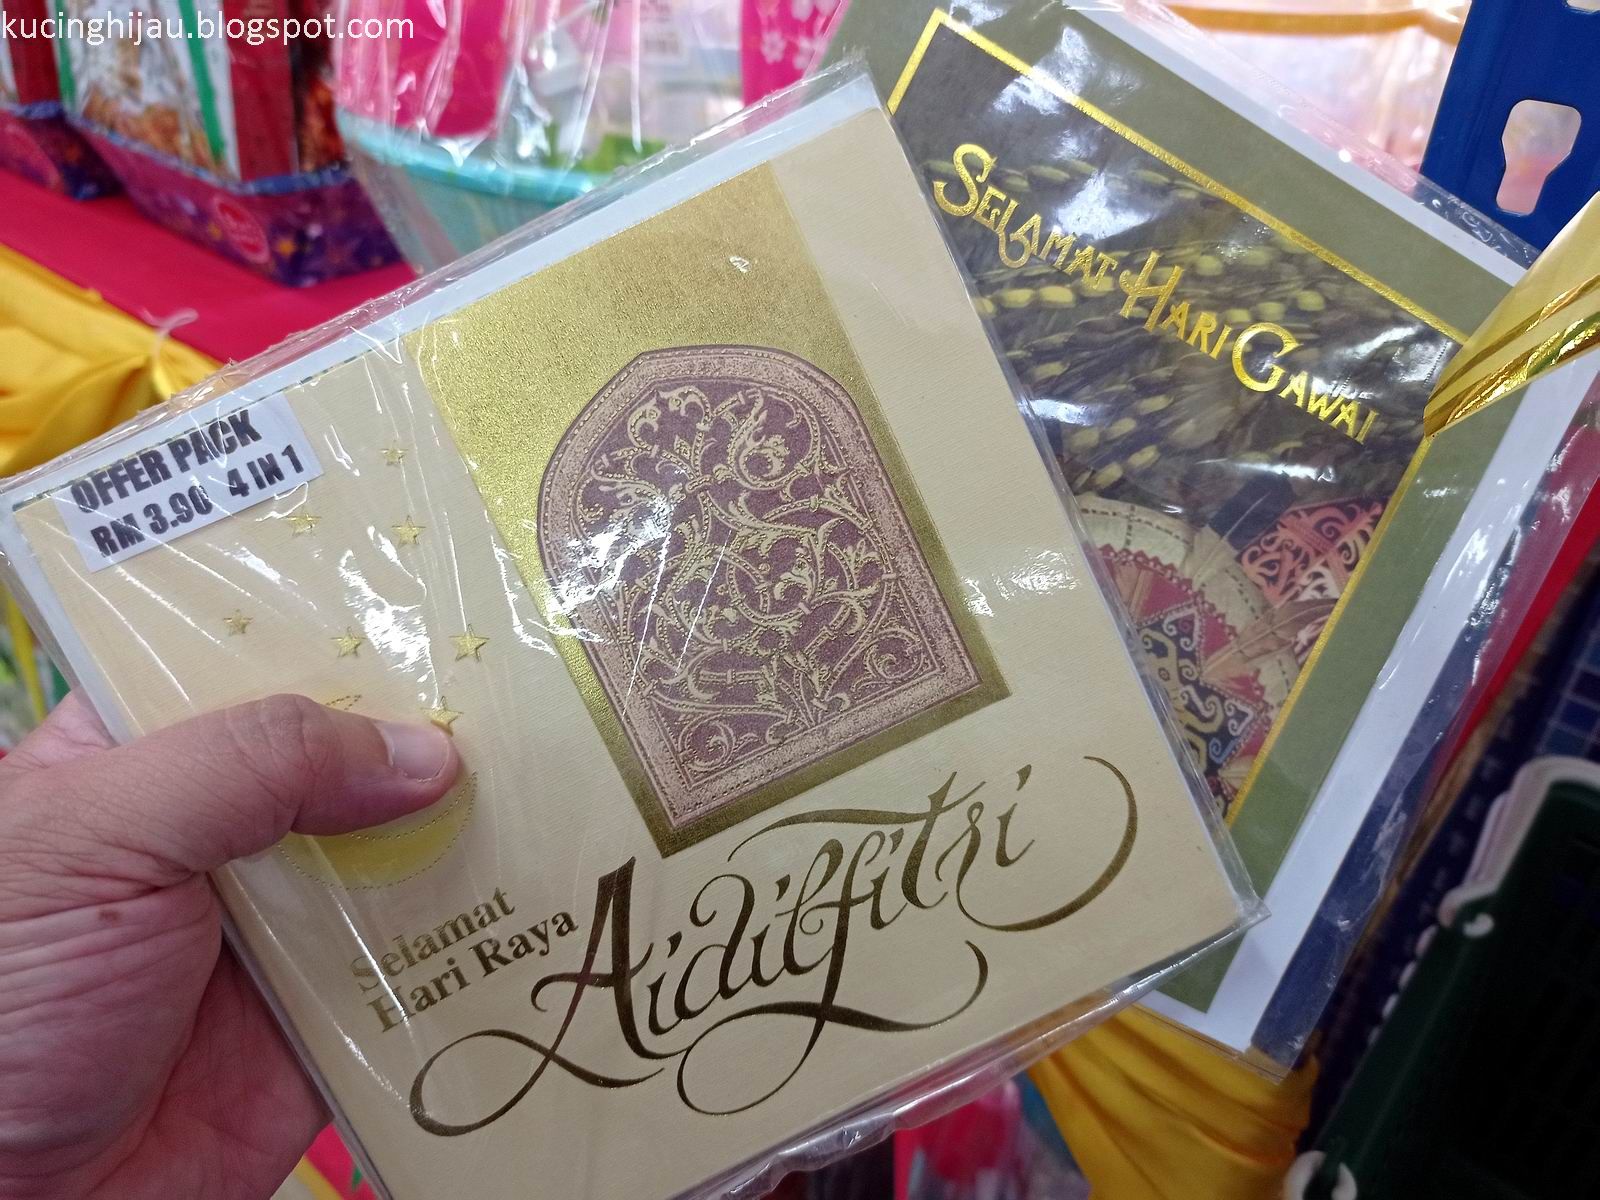 kucinghijau.blogspot.com
SELAMAT HARI GAWAI
OFFER PACK
RM 3.90 4 IN 1
Selamat
Hari Raya
Aidilfitri